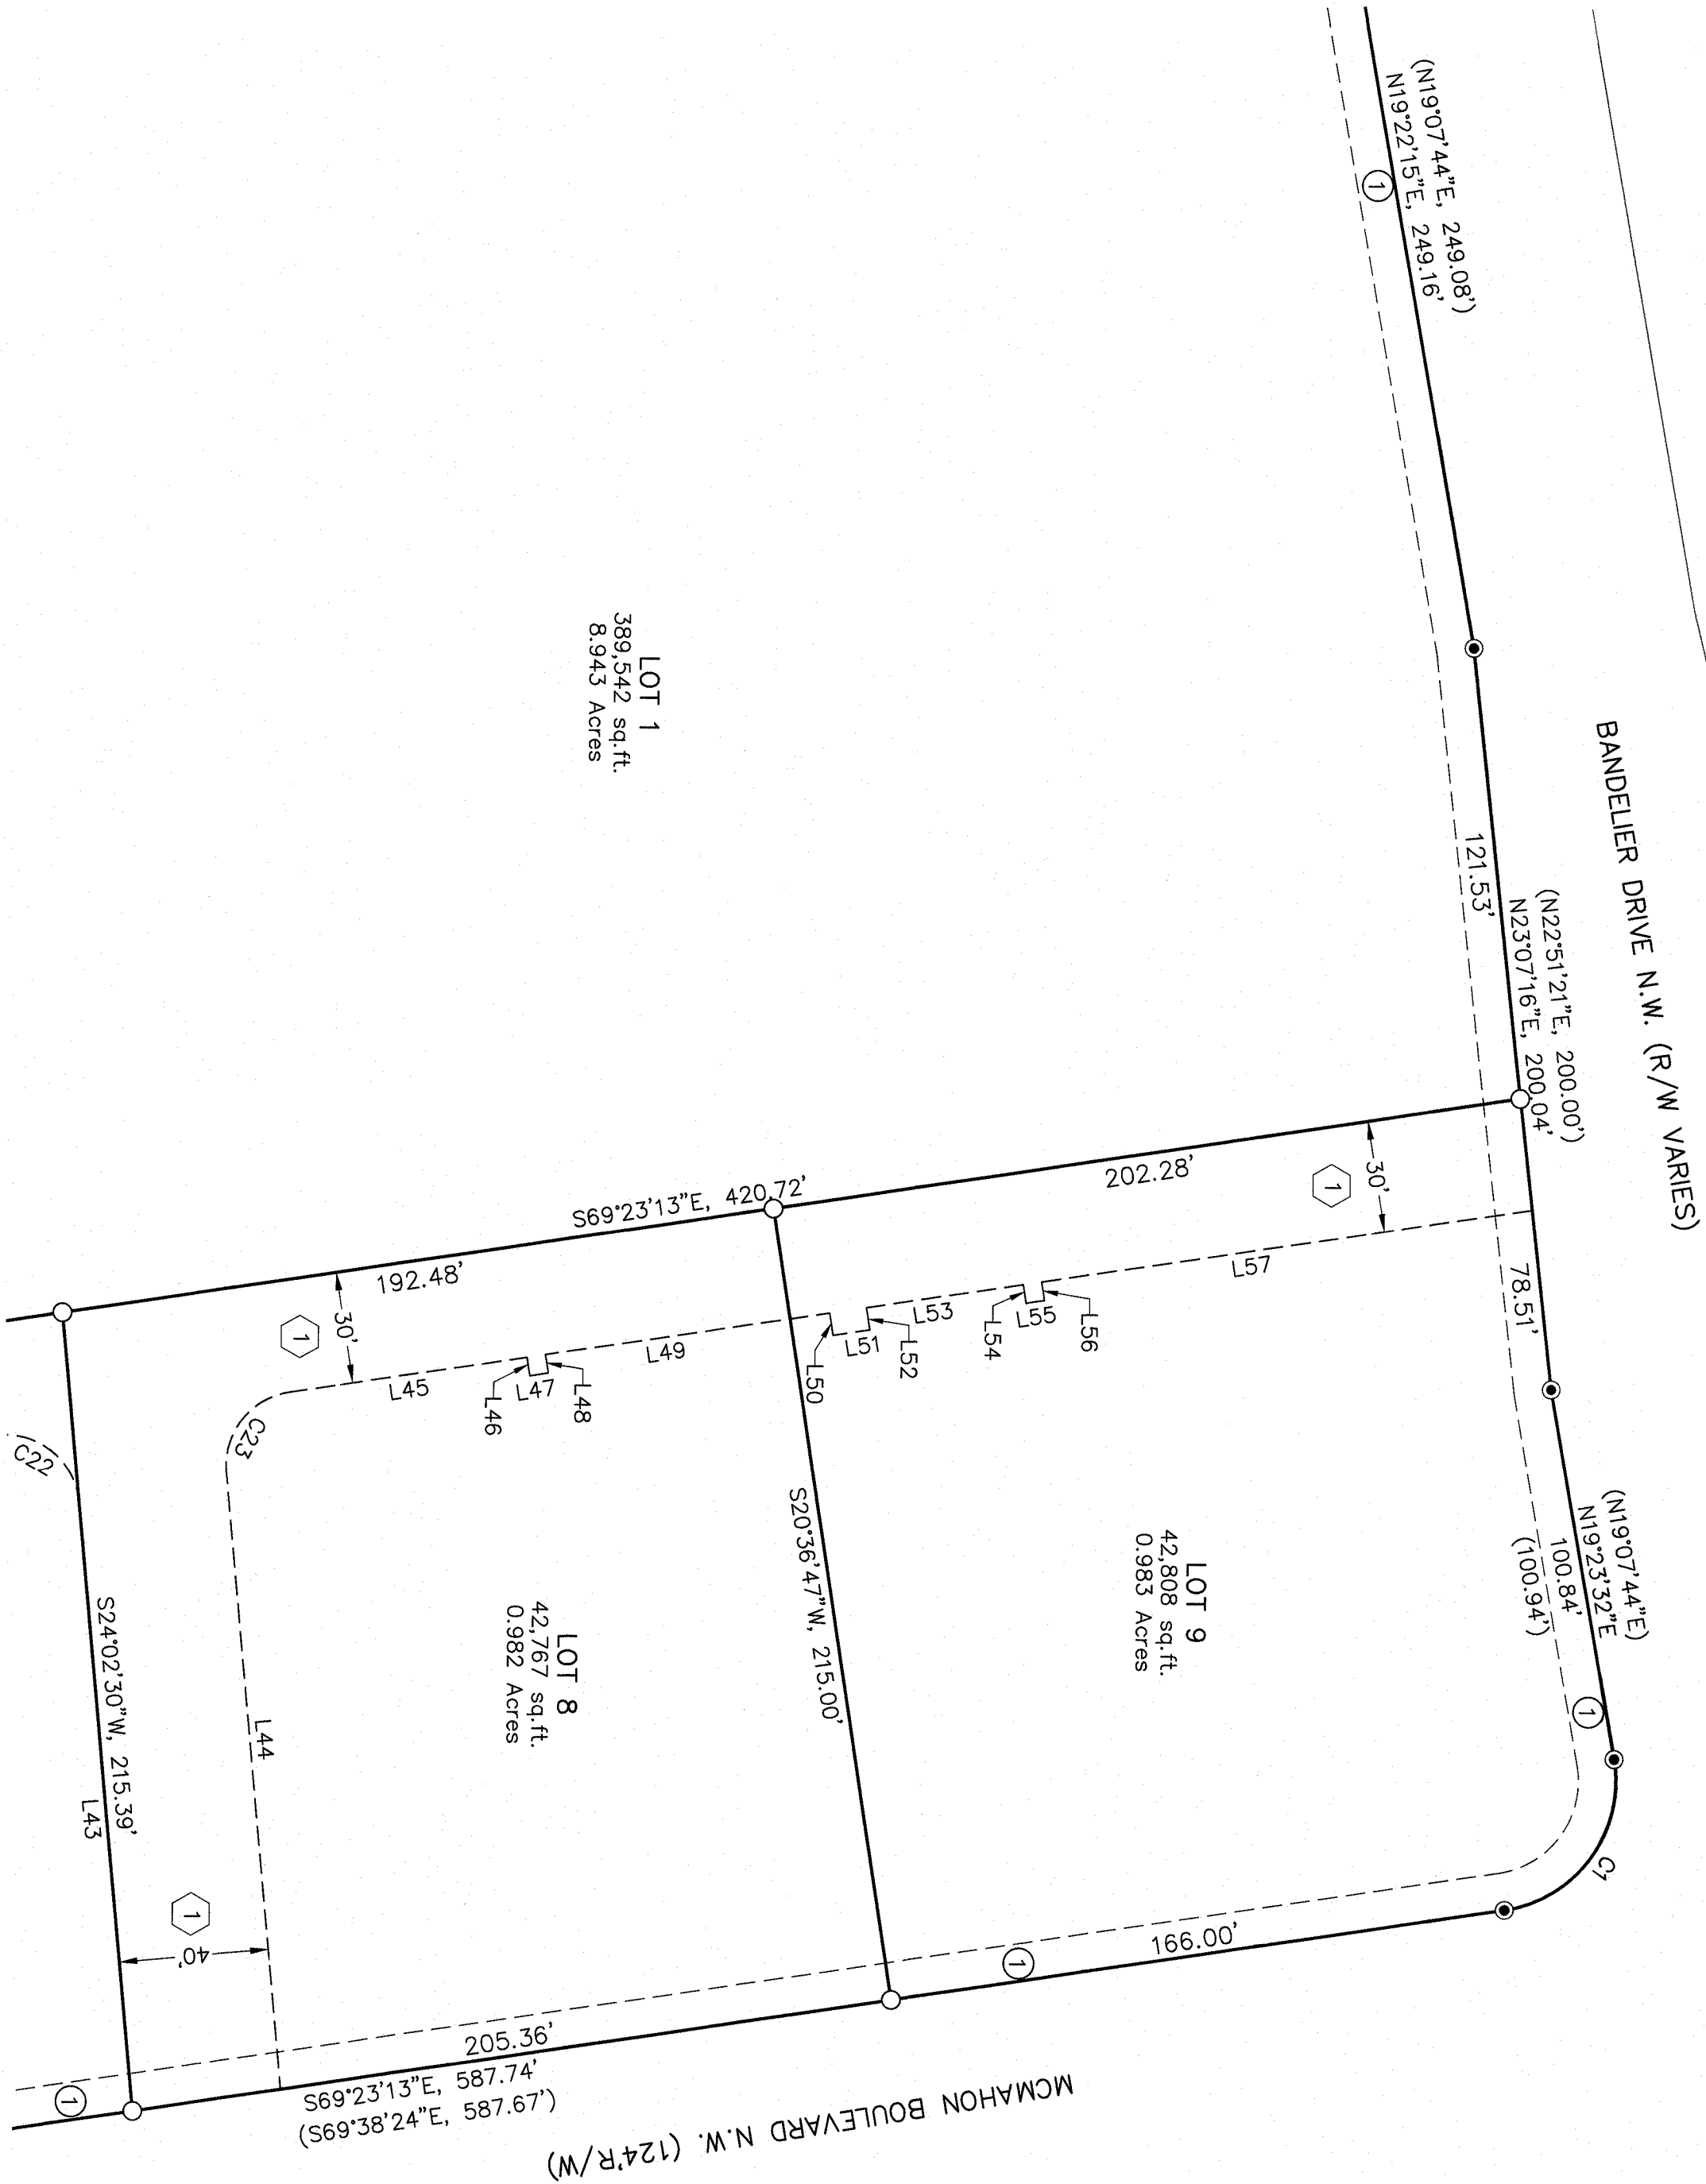 (N19°07'44"E, 249.08')
N19°22'15"E, 249.16'
1
BANDELIER DRIVE N.W. (R/W VARIES)
121.53'
(N22°51'21"E, 200.00')
N23°07'16"E, 200.04'
LOT 1
389,542 sq.ft.
8.943 Acres
202.28'
30'
1
S69°23'13"E, 420.72'
192.48'
30'
1
78.51'
L57
L56
L55
L54
L53
L52
L51
L50
L49
L48
L47
L46
L45
C23
C22
(N19°07'44"E)
N19°23'32"E
100.84'
(100.94')
1
C7
LOT 9
42,808 sq.ft.
0.983 Acres
S20°36'47"W, 215.00'
LOT 8
42,767 sq.ft.
0.982 Acres
L44
S24°02'30"W, 215.39'
L43
1
40'
166.00'
1
205.36'
S69°23'13"E, 587.74'
(S69°38'24"E, 587.67')
1
MCMAHON BOULEVARD N.W. (124'R/W)